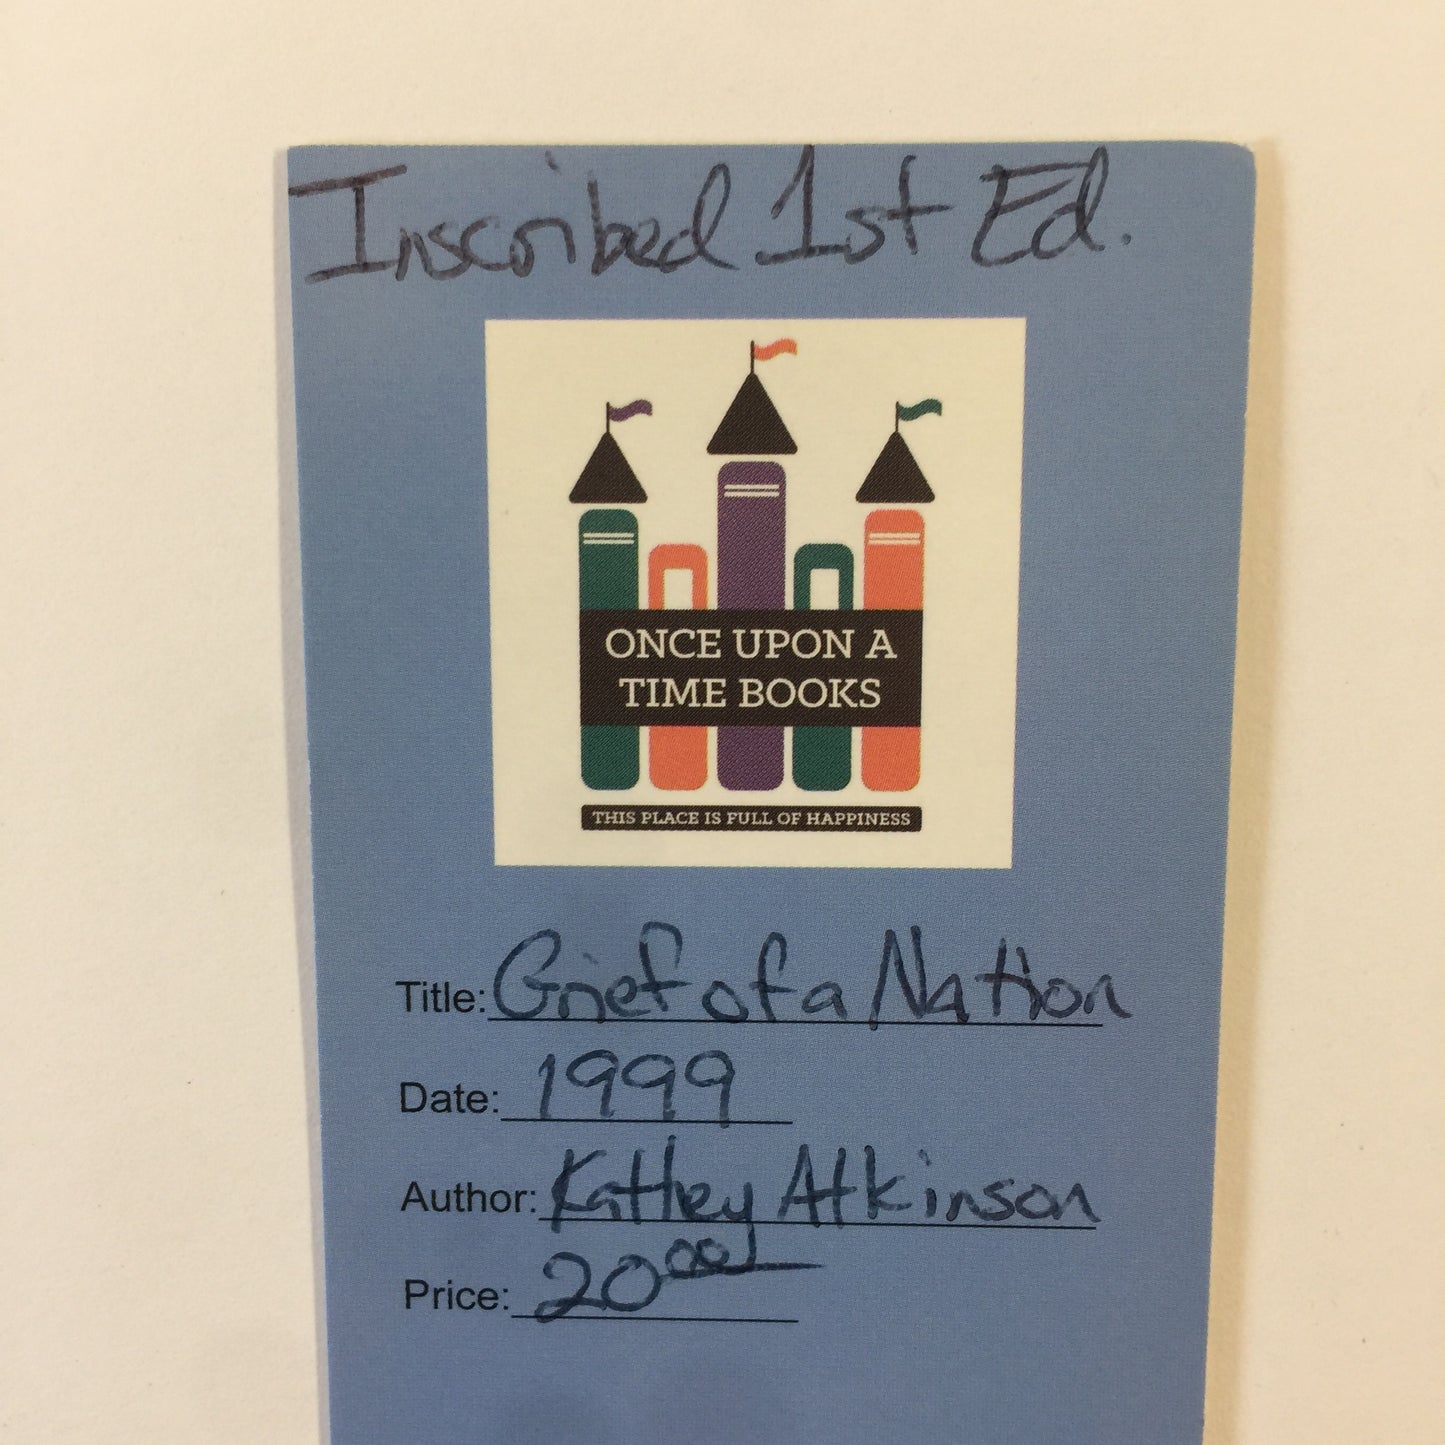 Inscribed 1st Ed.
ONCE UPON A
TIME BOOKS
THIS PLACE IS FULL OF HAPPINESS
Title: Grief of a Nation
Date: 1999
Author: Kathey Atkinson
Price: 20.00